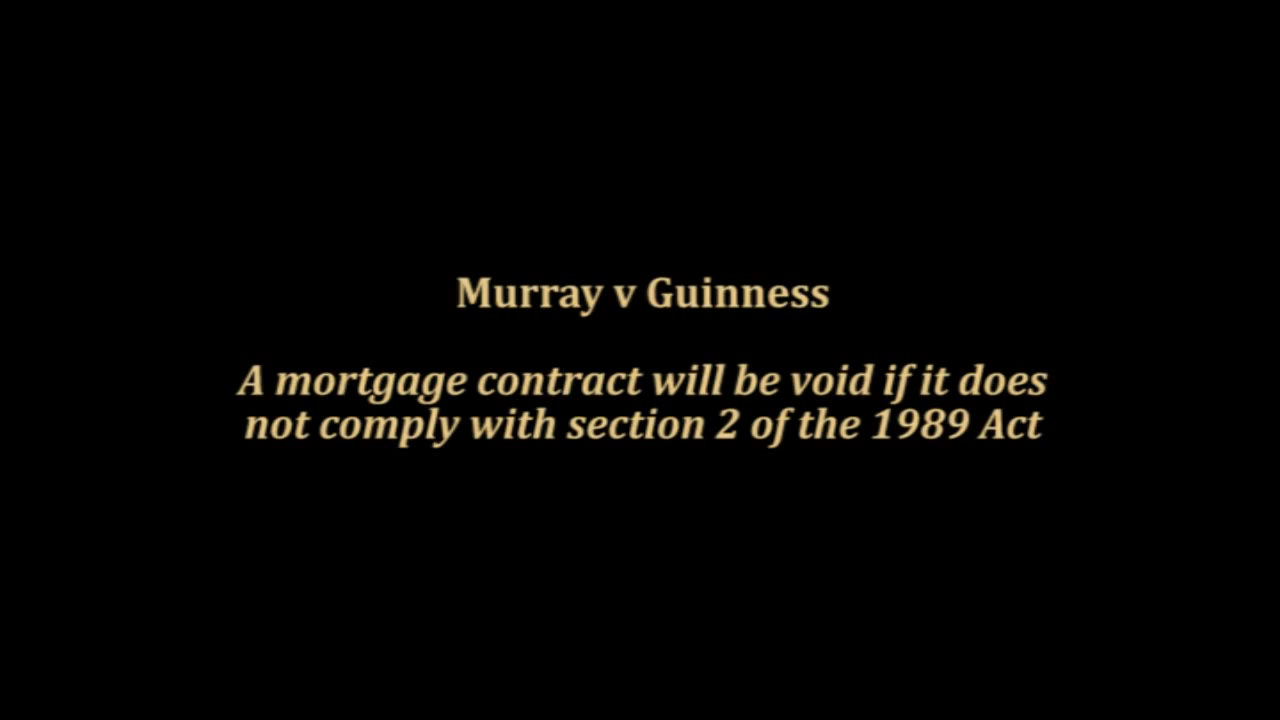 Murray v Guinness
A mortgage contract will be void if it does
not comply with section 2 of the 1989 Act